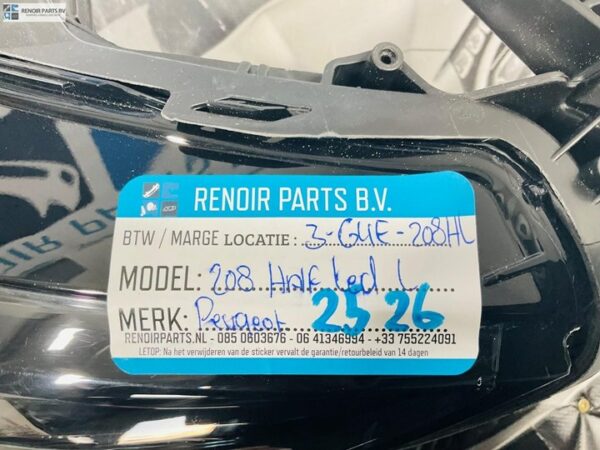 RENOIR PARTS BV
RENOIR PARTS B.V.
BTW / MARGE LOCATIE : 3-G4E-208HL
MODEL: 208 Half Led L
MERK: Peugeot 25 26
RENOIRPARTS.NL - 085 0603676 - 06 41346994 - +33 755224091
LETOP: Na het verwijderen van de sticker vervalt de garantie/retourbeleid van 14 dagen